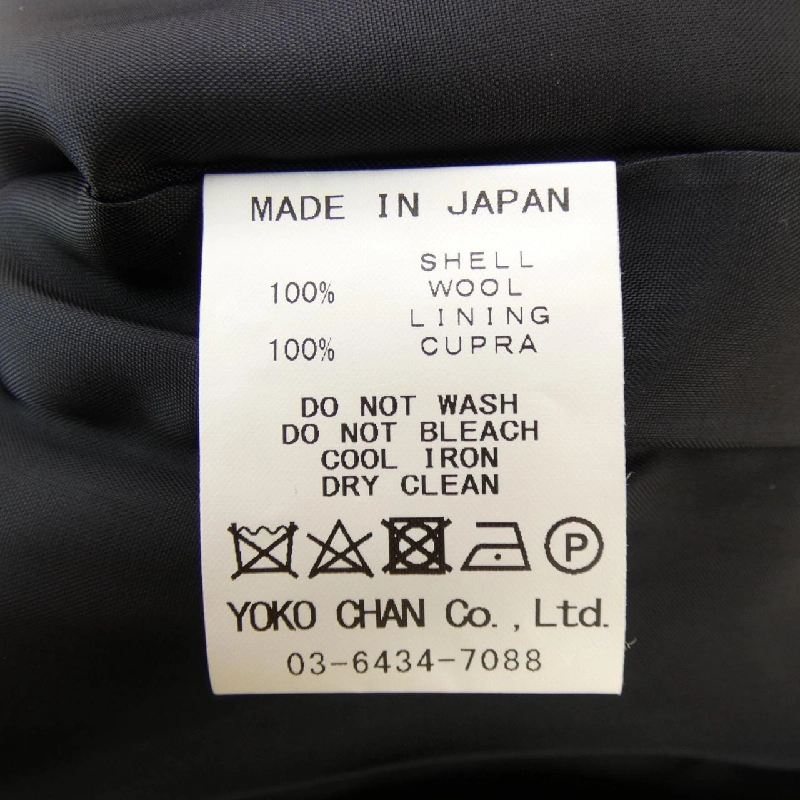 MADE IN JAPAN
SHELL
100% WOOL
LINING
100% CUPRA
DO NOT WASH
DO NOT BLEACH
COOL IRON
DRY CLEAN
P
YOKO CHAN Co., Ltd.
03-6434-7088